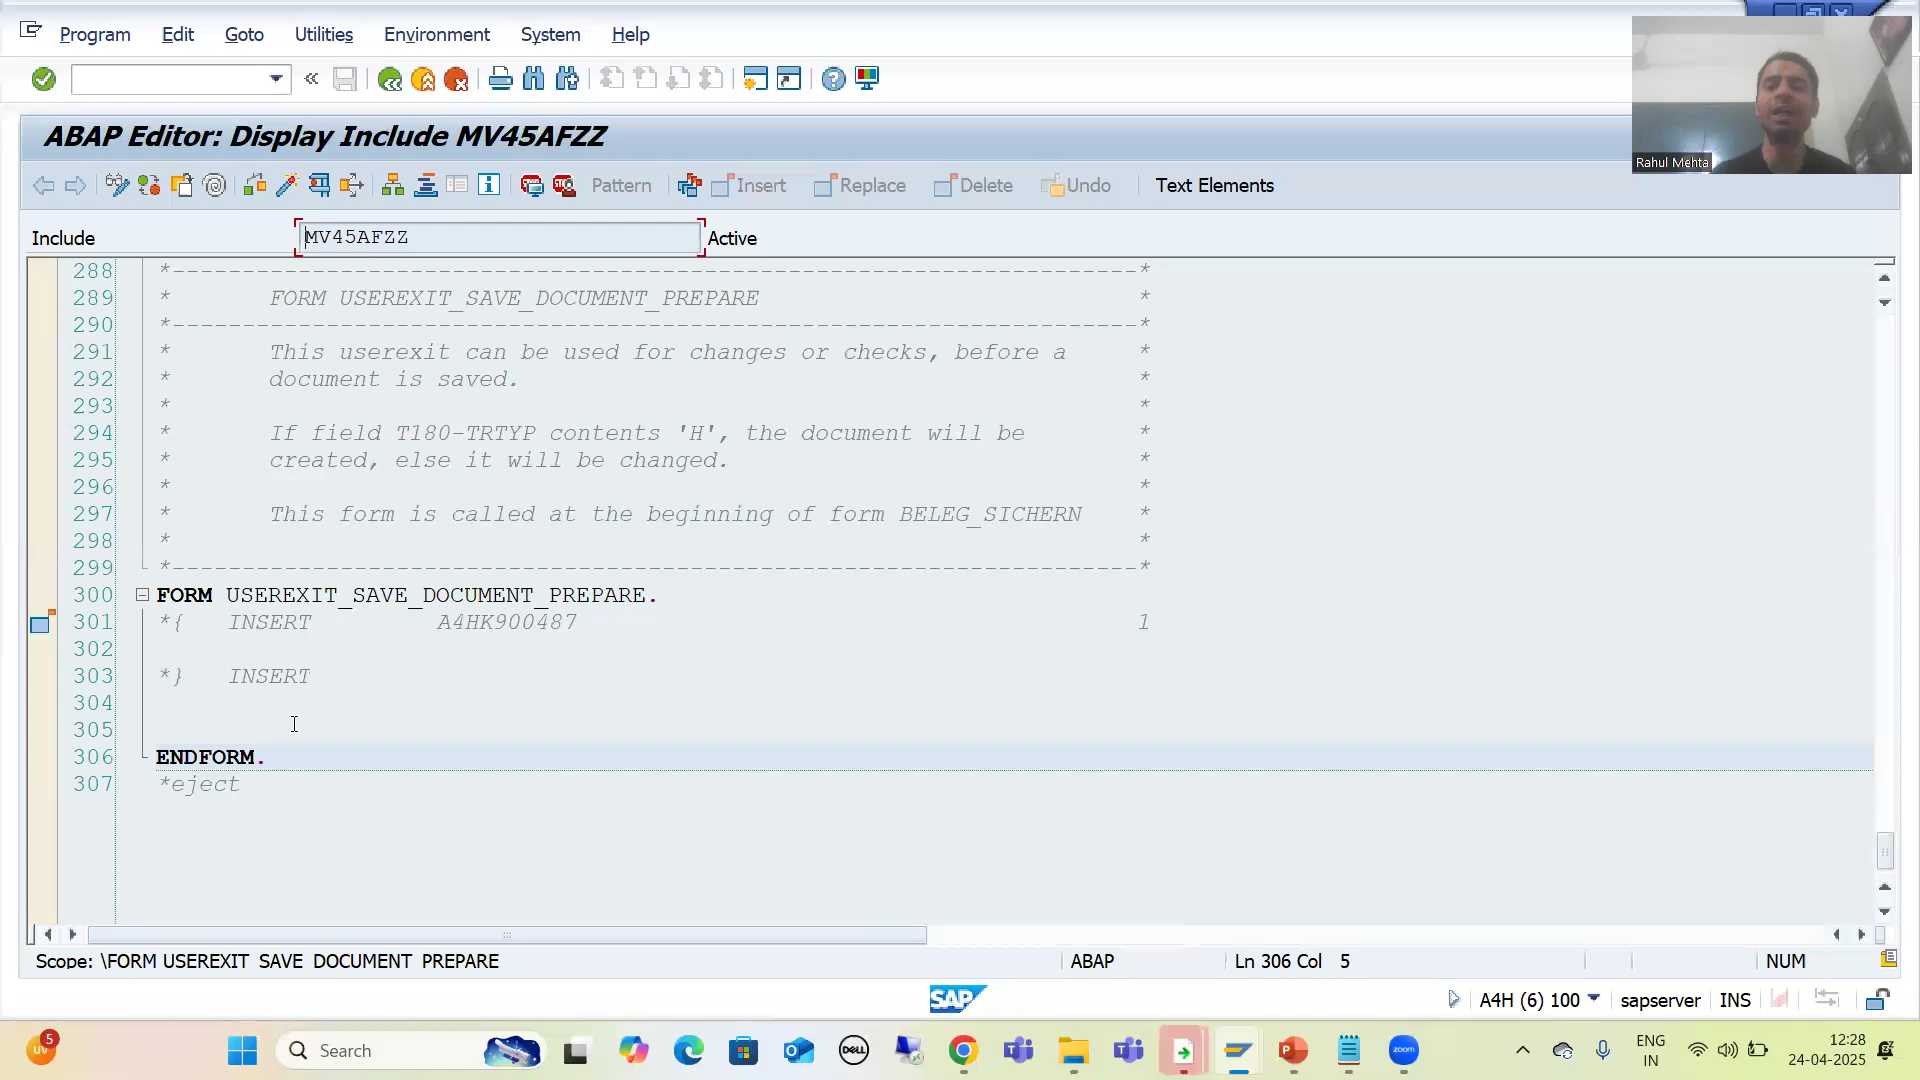 Program Edit Goto Utilities Environment System Help
ABAP Editor: Display Include MV45AFZZ
Pattern Insert Replace Delete Undo Text Elements
Rahul Mehta
Include MV45AFZZ Active
288 *---------------------------------------------------------------------*
289 * FORM USEREXIT_SAVE_DOCUMENT_PREPARE *
290 *---------------------------------------------------------------------*
291 * This userexit can be used for changes or checks, before a *
292 * document is saved. *
293 * *
294 * If field T180-TRTYP contents 'H', the document will be *
295 * created, else it will be changed. *
296 * *
297 * This form is called at the beginning of form BELEG_SICHERN *
298 * *
299 *---------------------------------------------------------------------*
300 FORM USEREXIT_SAVE_DOCUMENT_PREPARE.
301 *{ INSERT A4HK900487 1
302
303 *} INSERT
304
305
306 ENDFORM.
307 *eject
Scope: \FORM USEREXIT_SAVE_DOCUMENT_PREPARE ABAP Ln 306 Col 5 NUM
SAP A4H (6) 100 sapserver INS
UV 5 Search DELL zoom ENG IN 12:28 24-04-2025